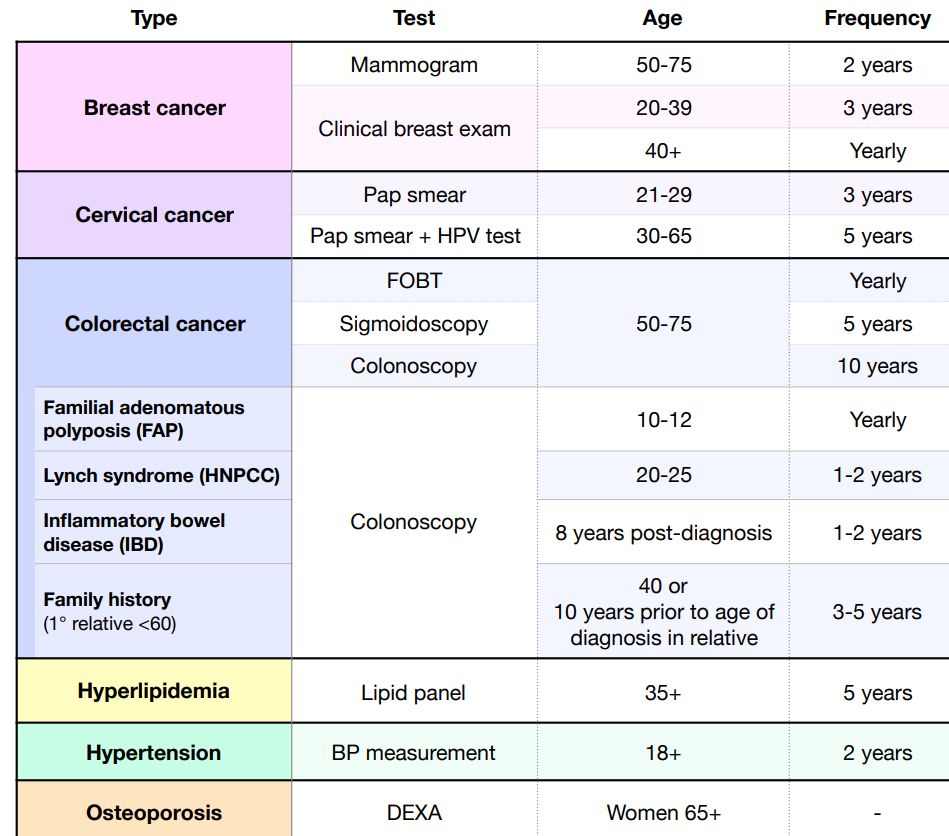 Type Test Age Frequency
Breast cancer
Mammogram 50-75 2 years
Clinical breast exam
20-39 3 years
40+ Yearly
Cervical cancer
Pap smear 21-29 3 years
Pap smear + HPV test 30-65 5 years
Colorectal cancer
FOBT Yearly
Sigmoidoscopy 50-75 5 years
Colonoscopy 10 years
Familial adenomatous
polyposis (FAP)
10-12 Yearly
Lynch syndrome (HNPCC) 20-25 1-2 years
Colonoscopy
Inflammatory bowel
disease (IBD)
8 years post-diagnosis 1-2 years
Family history
(1° relative <60)
40 or
10 years prior to age of
diagnosis in relative
3-5 years
Hyperlipidemia Lipid panel 35+ 5 years
Hypertension BP measurement 18+ 2 years
Osteoporosis DEXA Women 65+ -